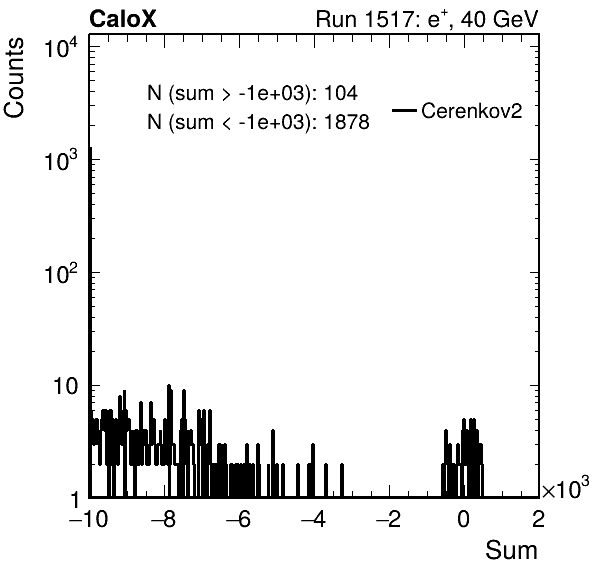 CaloX Run 1517: e⁺, 40 GeV
Counts
10⁴
N (sum > -1e+03): 104
N (sum < -1e+03): 1878
Cerenkov2
10³
10²
10
1
−10 −8 −6 −4 −2 0 2
×10³
Sum